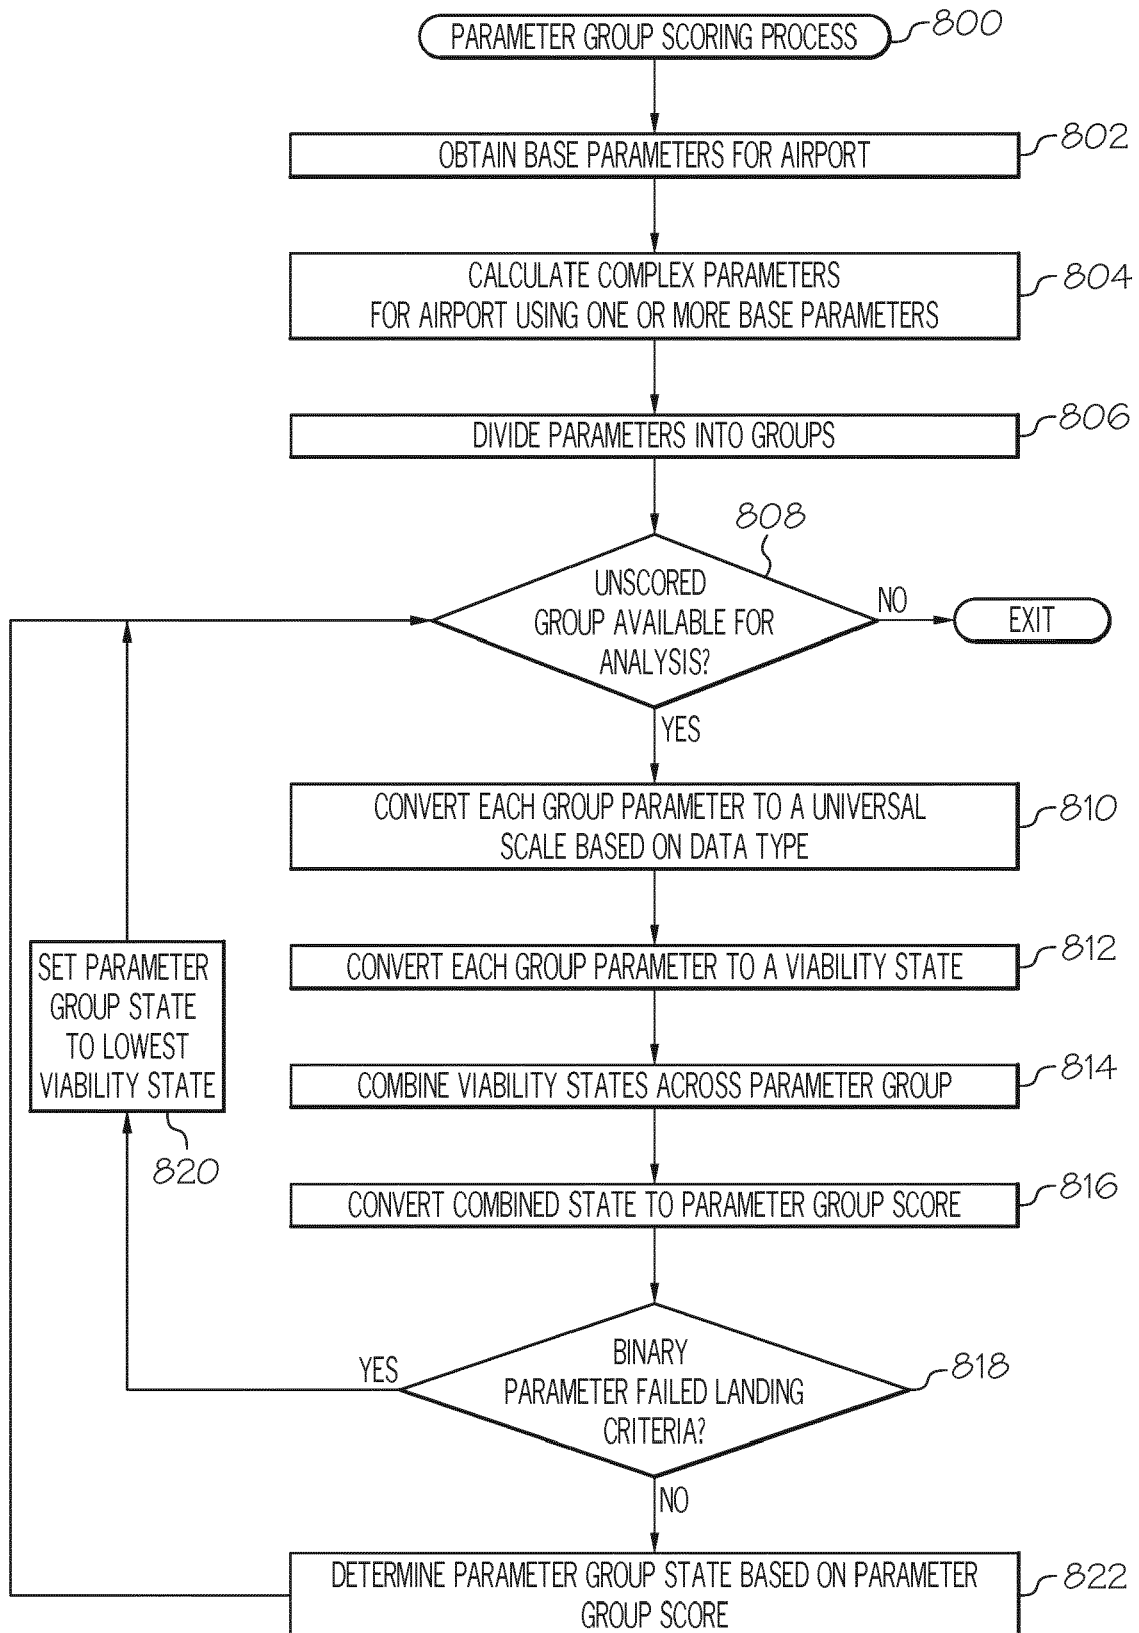 PARAMETER GROUP SCORING PROCESS
800
OBTAIN BASE PARAMETERS FOR AIRPORT
802
CALCULATE COMPLEX PARAMETERS
FOR AIRPORT USING ONE OR MORE BASE PARAMETERS
804
DIVIDE PARAMETERS INTO GROUPS
806
808
UNSCORED
GROUP AVAILABLE FOR
ANALYSIS?
NO
EXIT
YES
CONVERT EACH GROUP PARAMETER TO A UNIVERSAL
SCALE BASED ON DATA TYPE
810
CONVERT EACH GROUP PARAMETER TO A VIABILITY STATE
812
SET PARAMETER
GROUP STATE
TO LOWEST
VIABILITY STATE
820
COMBINE VIABILITY STATES ACROSS PARAMETER GROUP
814
CONVERT COMBINED STATE TO PARAMETER GROUP SCORE
816
BINARY
PARAMETER FAILED LANDING
CRITERIA?
818
YES
NO
DETERMINE PARAMETER GROUP STATE BASED ON PARAMETER
GROUP SCORE
822